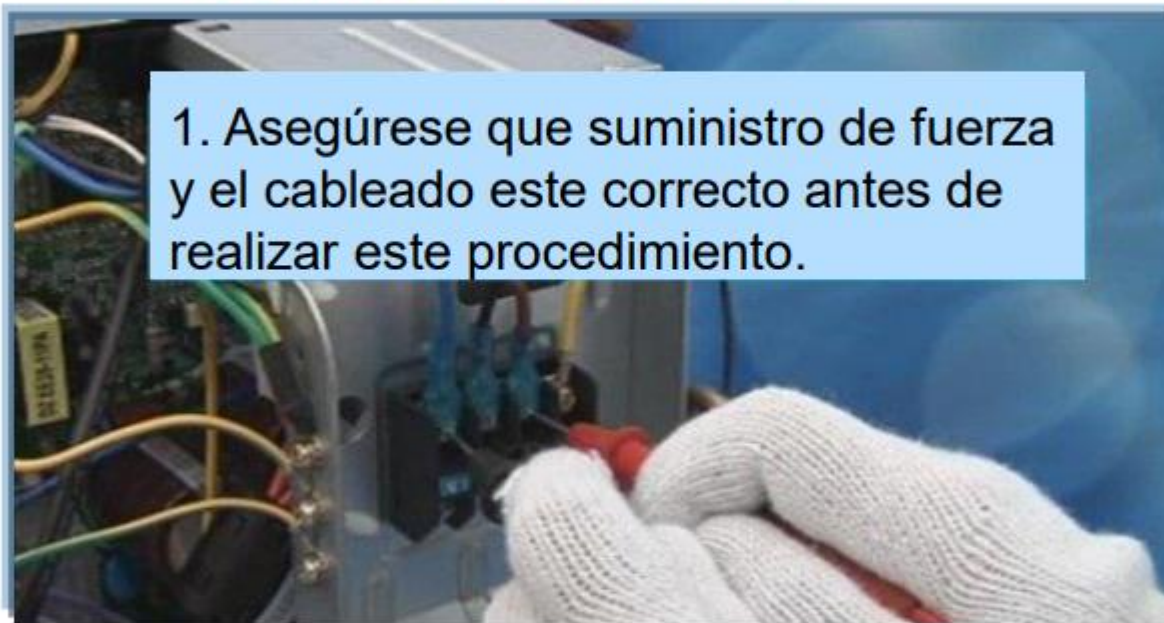 1. Asegúrese que suministro de fuerza
y el cableado este correcto antes de
realizar este procedimiento.